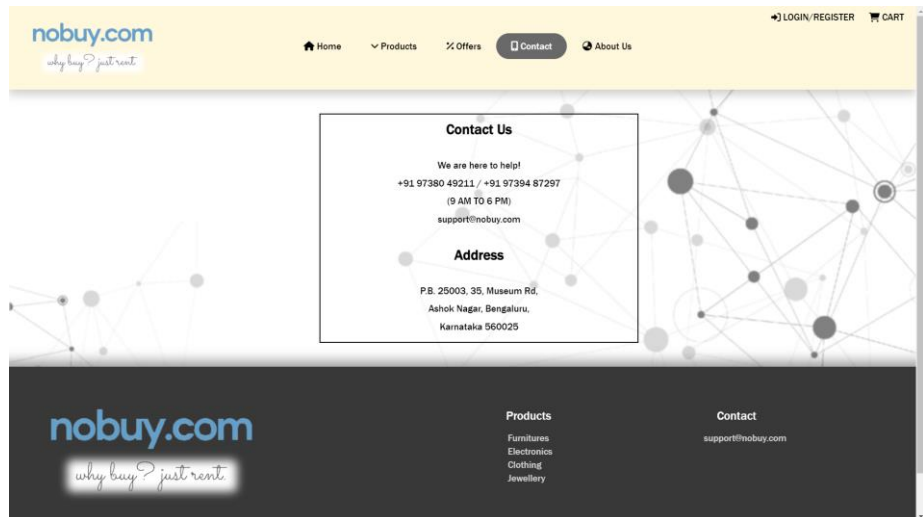 LOGIN/REGISTER CART
nobuy.com
why buy? just rent.
Home Products Offers Contact About Us
Contact Us
We are here to help!
+91 97380 49211 / +91 97394 87297
(9 AM TO 6 PM)
support@nobuy.com
Address
P.B. 25003, 35, Museum Rd,
Ashok Nagar, Bengaluru,
Karnataka 560025
nobuy.com
why buy? just rent.
Products
Furnitures
Electronics
Clothing
Jewellery
Contact
support@nobuy.com